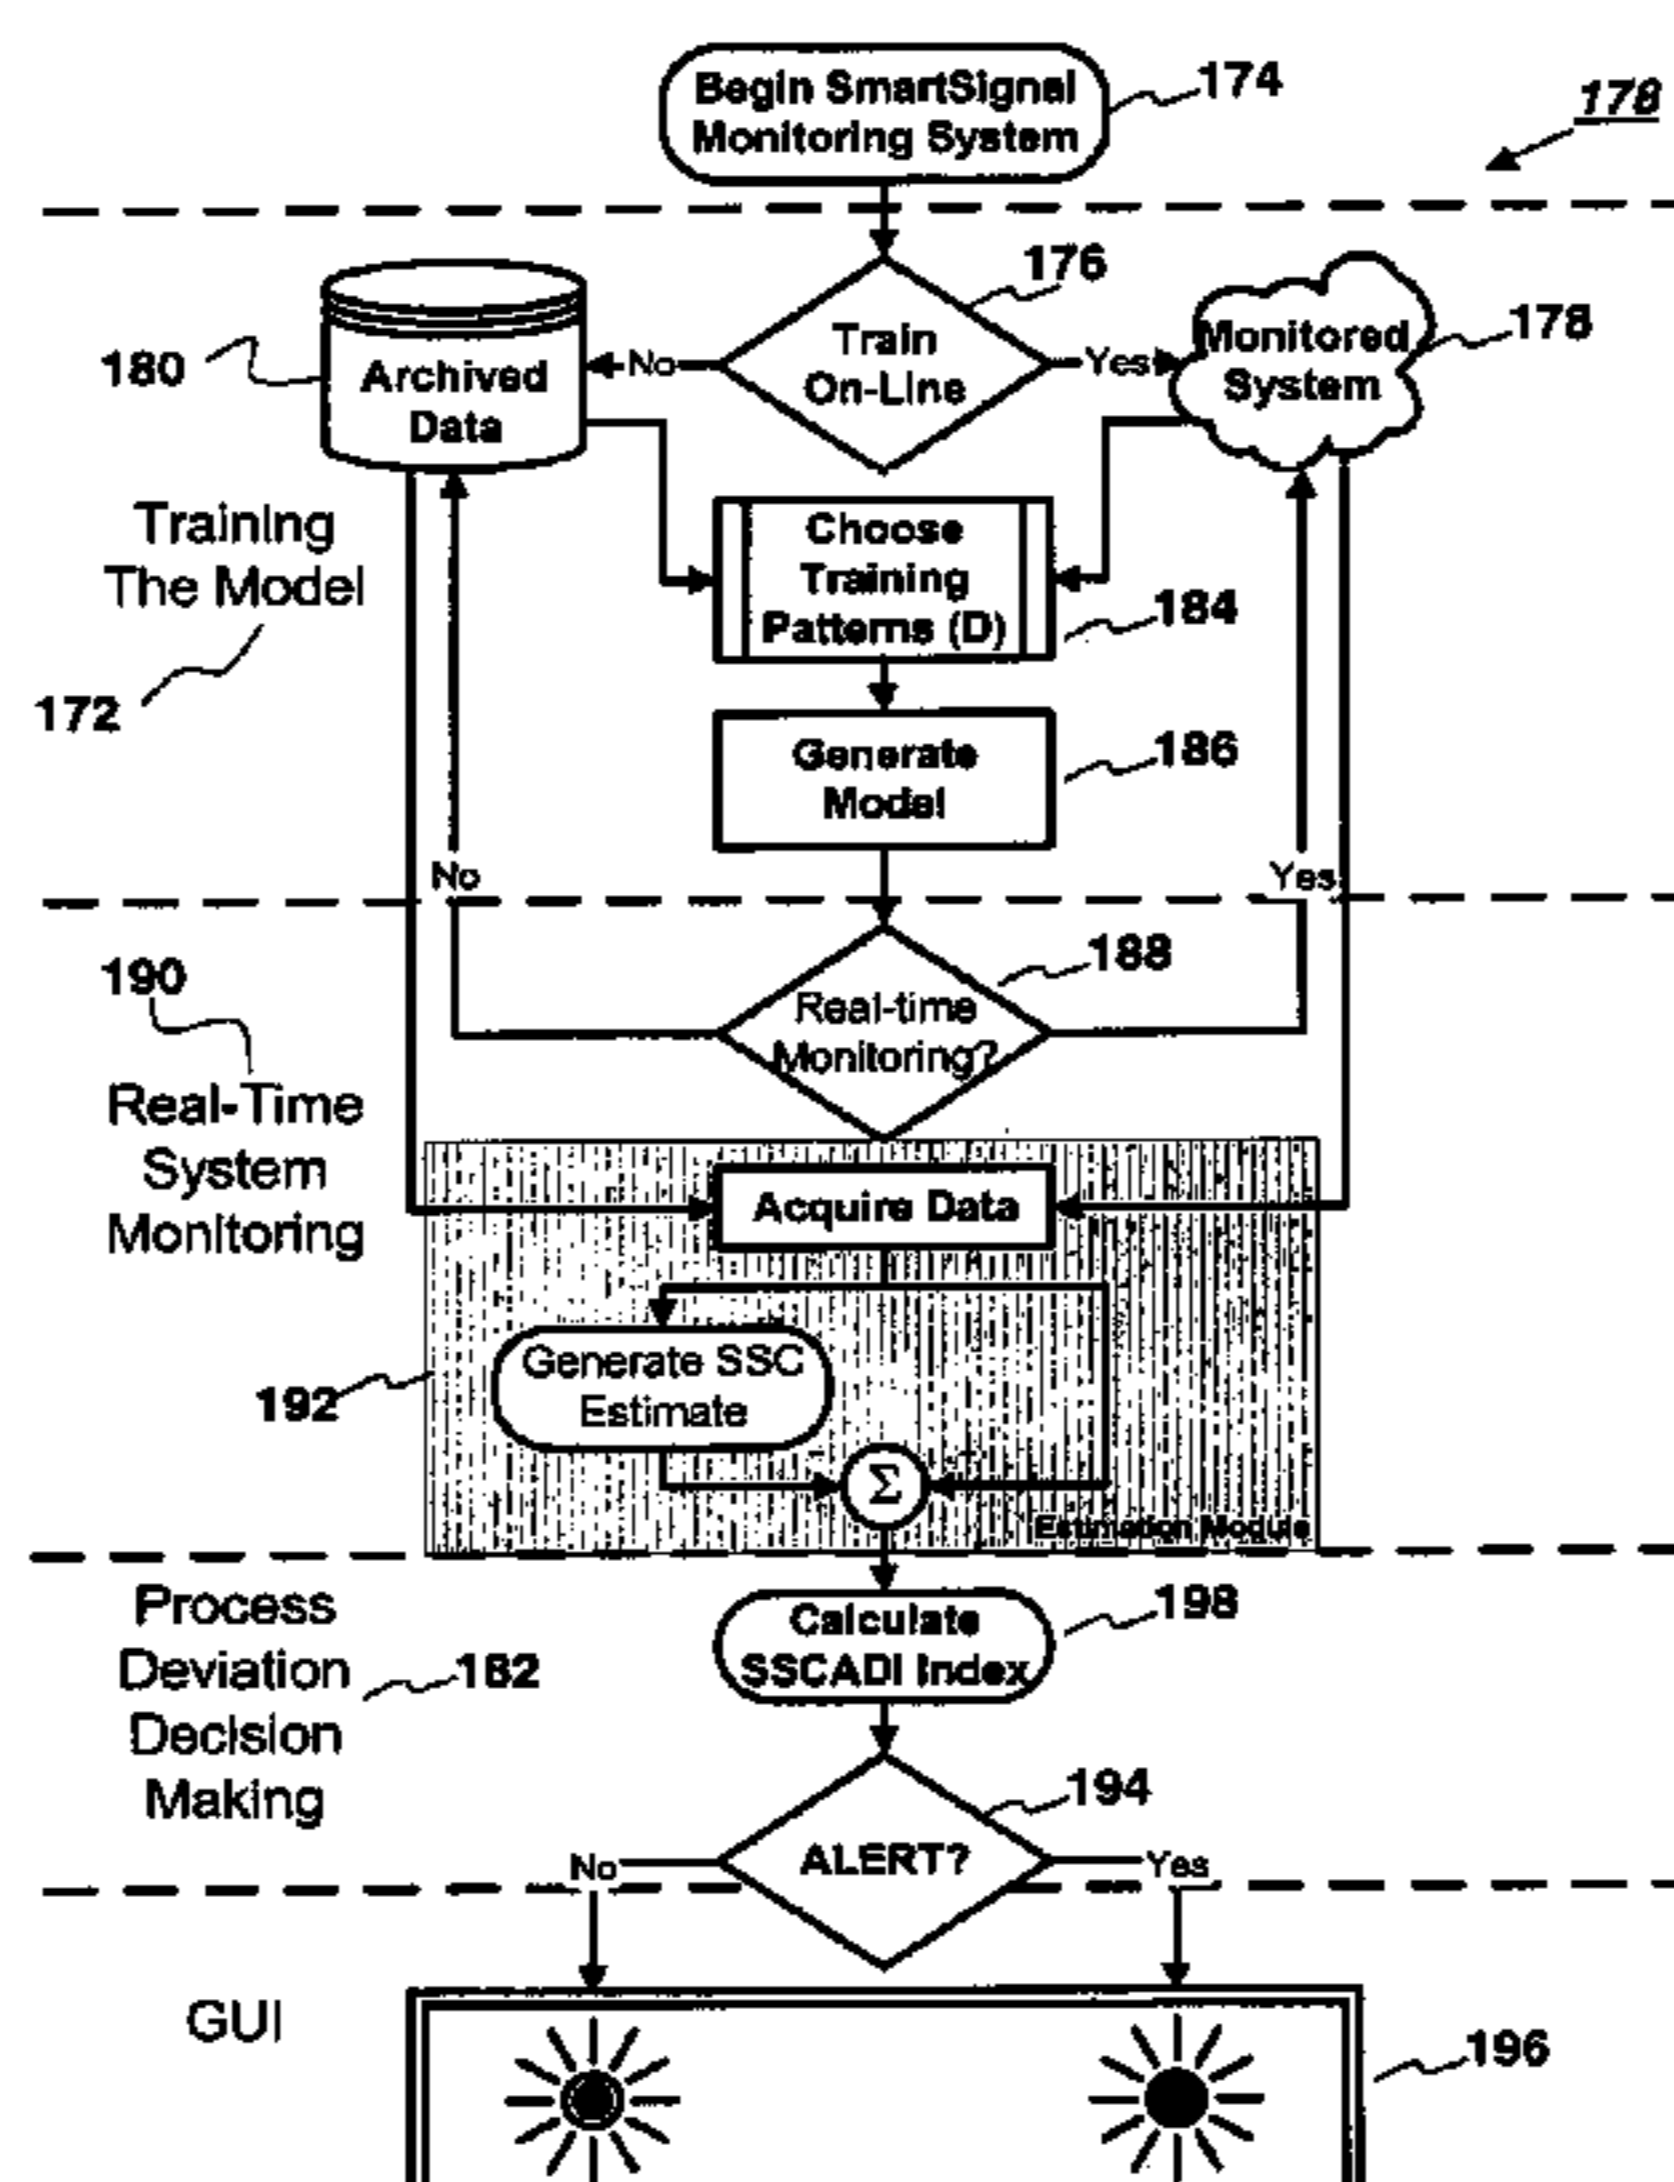 Begin SmartSignal
Monitoring System
174
178
176
Train
On-Line
No
Yes
180
Archived
Data
Monitored
System
178
Training
The Model
172
Choose
Training
Patterns (D)
184
Generate
Model
186
No
Yes
190
Real-Time
System
Monitoring
188
Real-time
Monitoring?
Acquire Data
Generate SSC
Estimate
192
Σ
Estimation Module
Process
Deviation
Decision
Making
182
Calculate
SSCADI Index
198
ALERT?
194
No
Yes
GUI
196